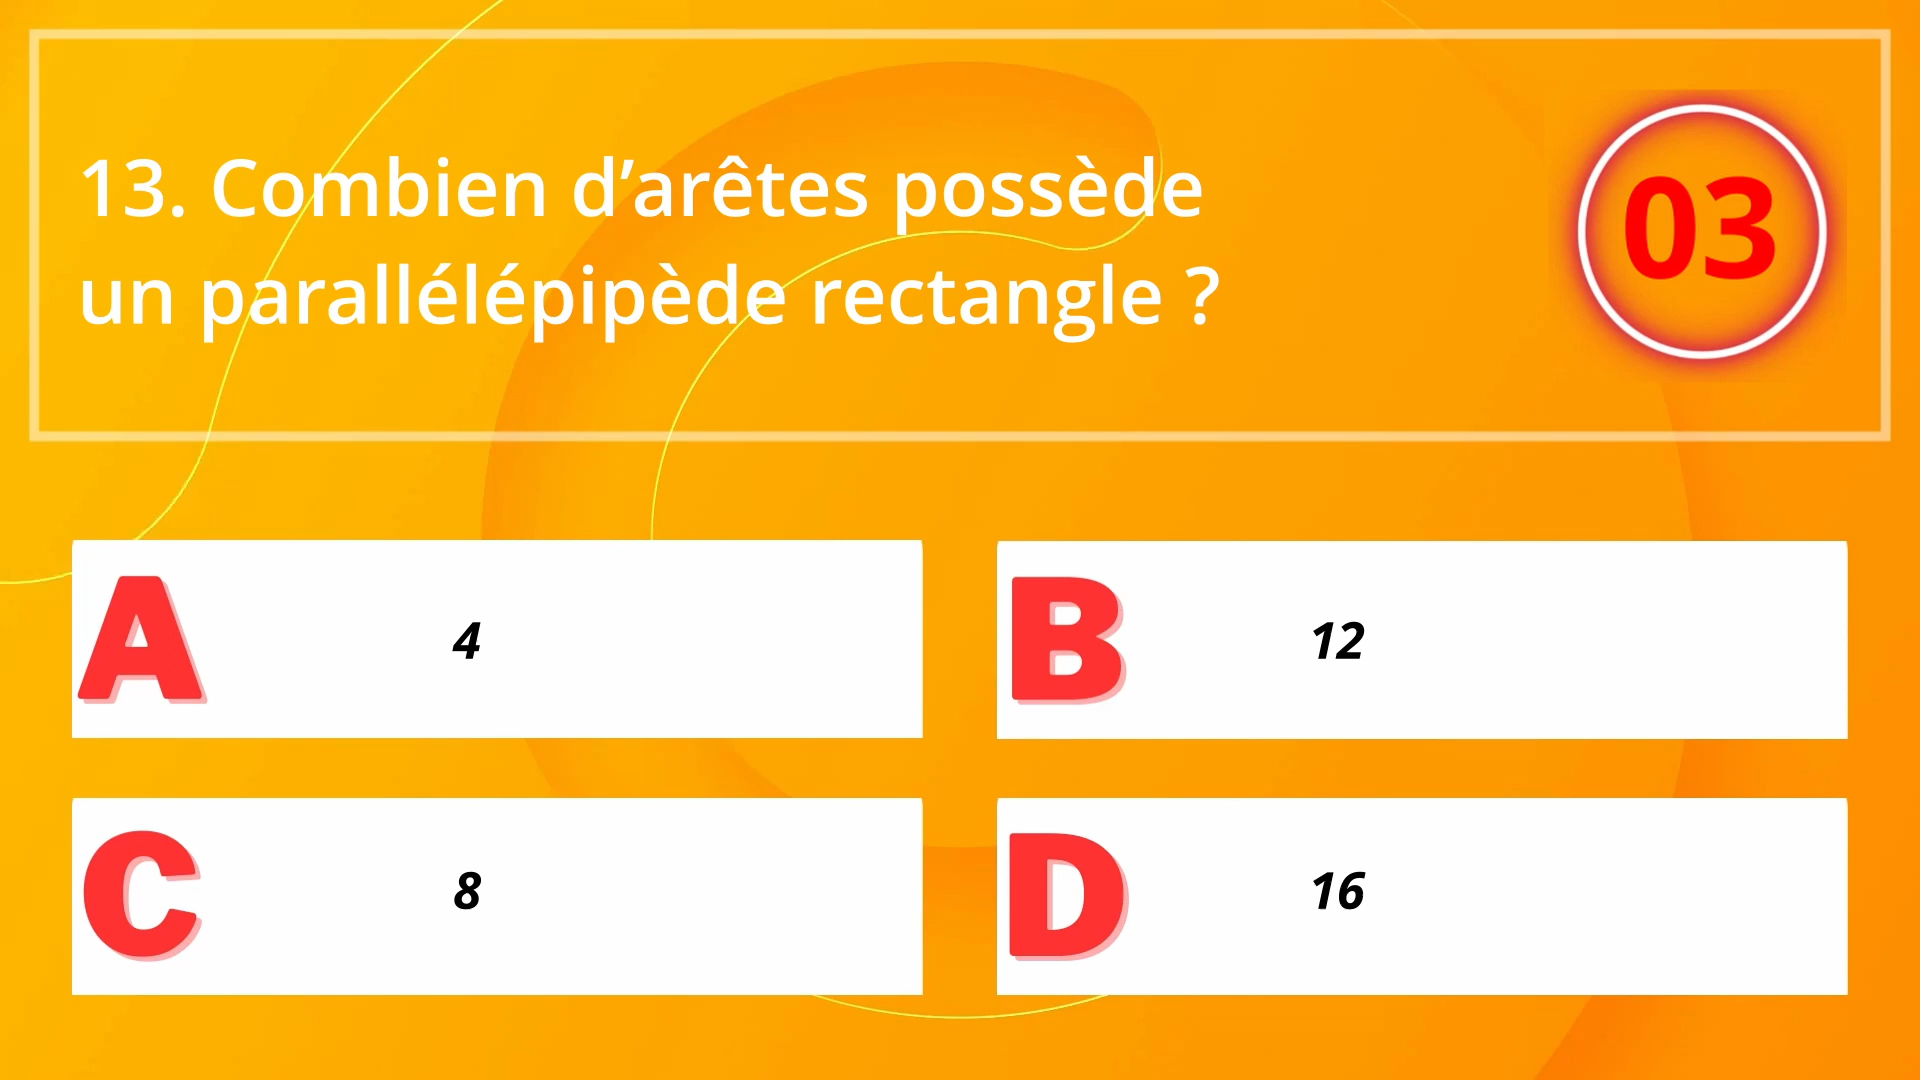 13. Combien d’arêtes possède
un parallélépipède rectangle ?
03
A 4
B 12
C 8
D 16